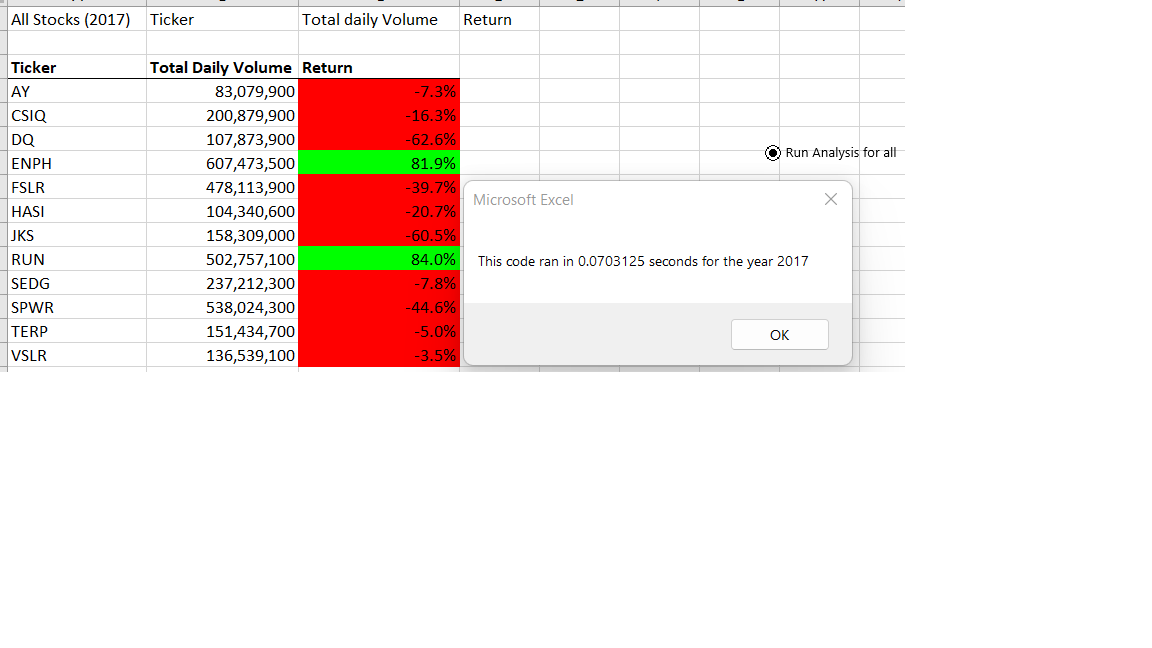 All Stocks (2017) Ticker Total daily Volume Return
Ticker Total Daily Volume Return
AY 83,079,900 -7.3%
CSIQ 200,879,900 -16.3%
DQ 107,873,900 -62.6%
Run Analysis for all
ENPH 607,473,500 81.9%
FSLR 478,113,900 -39.7%
Microsoft Excel
HASI 104,340,600 -20.7%
JKS 158,309,000 -60.5%
RUN 502,757,100 84.0%
This code ran in 0.0703125 seconds for the year 2017
SEDG 237,212,300 -7.8%
SPWR 538,024,300 -44.6%
TERP 151,434,700 -5.0%
OK
VSLR 136,539,100 -3.5%